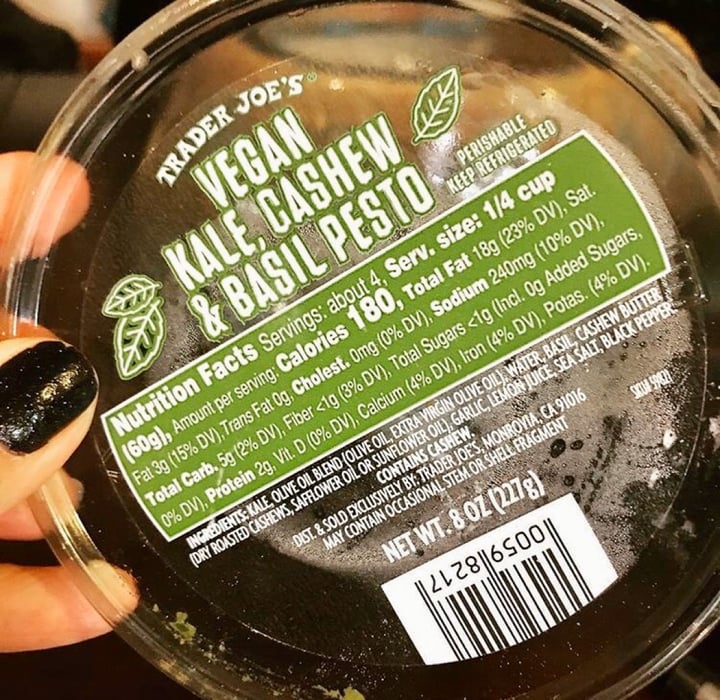 TRADER JOE'S®
VEGAN
KALE, CASHEW
& BASIL PESTO
PERISHABLE
KEEP REFRIGERATED
Nutrition Facts Servings: about 4, Serv. size: 1/4 cup
(60g), Amount per serving: Calories 180, Total Fat 18g (23% DV), Sat.
Fat 3g (15% DV), Trans Fat 0g, Cholest. 0mg (0% DV), Sodium 240mg (10% DV),
Total Carb. 5g (2% DV), Fiber <1g (3% DV), Total Sugars <1g (Incl. 0g Added Sugars,
0% DV), Protein 2g, Vit. D (0% DV), Calcium (4% DV), Iron (4% DV), Potas. (4% DV).
INGREDIENTS: KALE, OLIVE OIL BLEND (OLIVE OIL, EXTRA VIRGIN OLIVE OIL), WATER, BASIL, CASHEW BUTTER
(DRY ROASTED CASHEWS, SAFFLOWER OIL OR SUNFLOWER OIL), GARLIC, LEMON JUICE, SEA SALT, BLACK PEPPER.
CONTAINS CASHEW.
DIST. & SOLD EXCLUSIVELY BY: TRADER JOE'S, MONROVIA, CA 91016
MAY CONTAIN OCCASIONAL STEM OR SHELL FRAGMENT
NET WT. 8 OZ (227g)
0059 8217